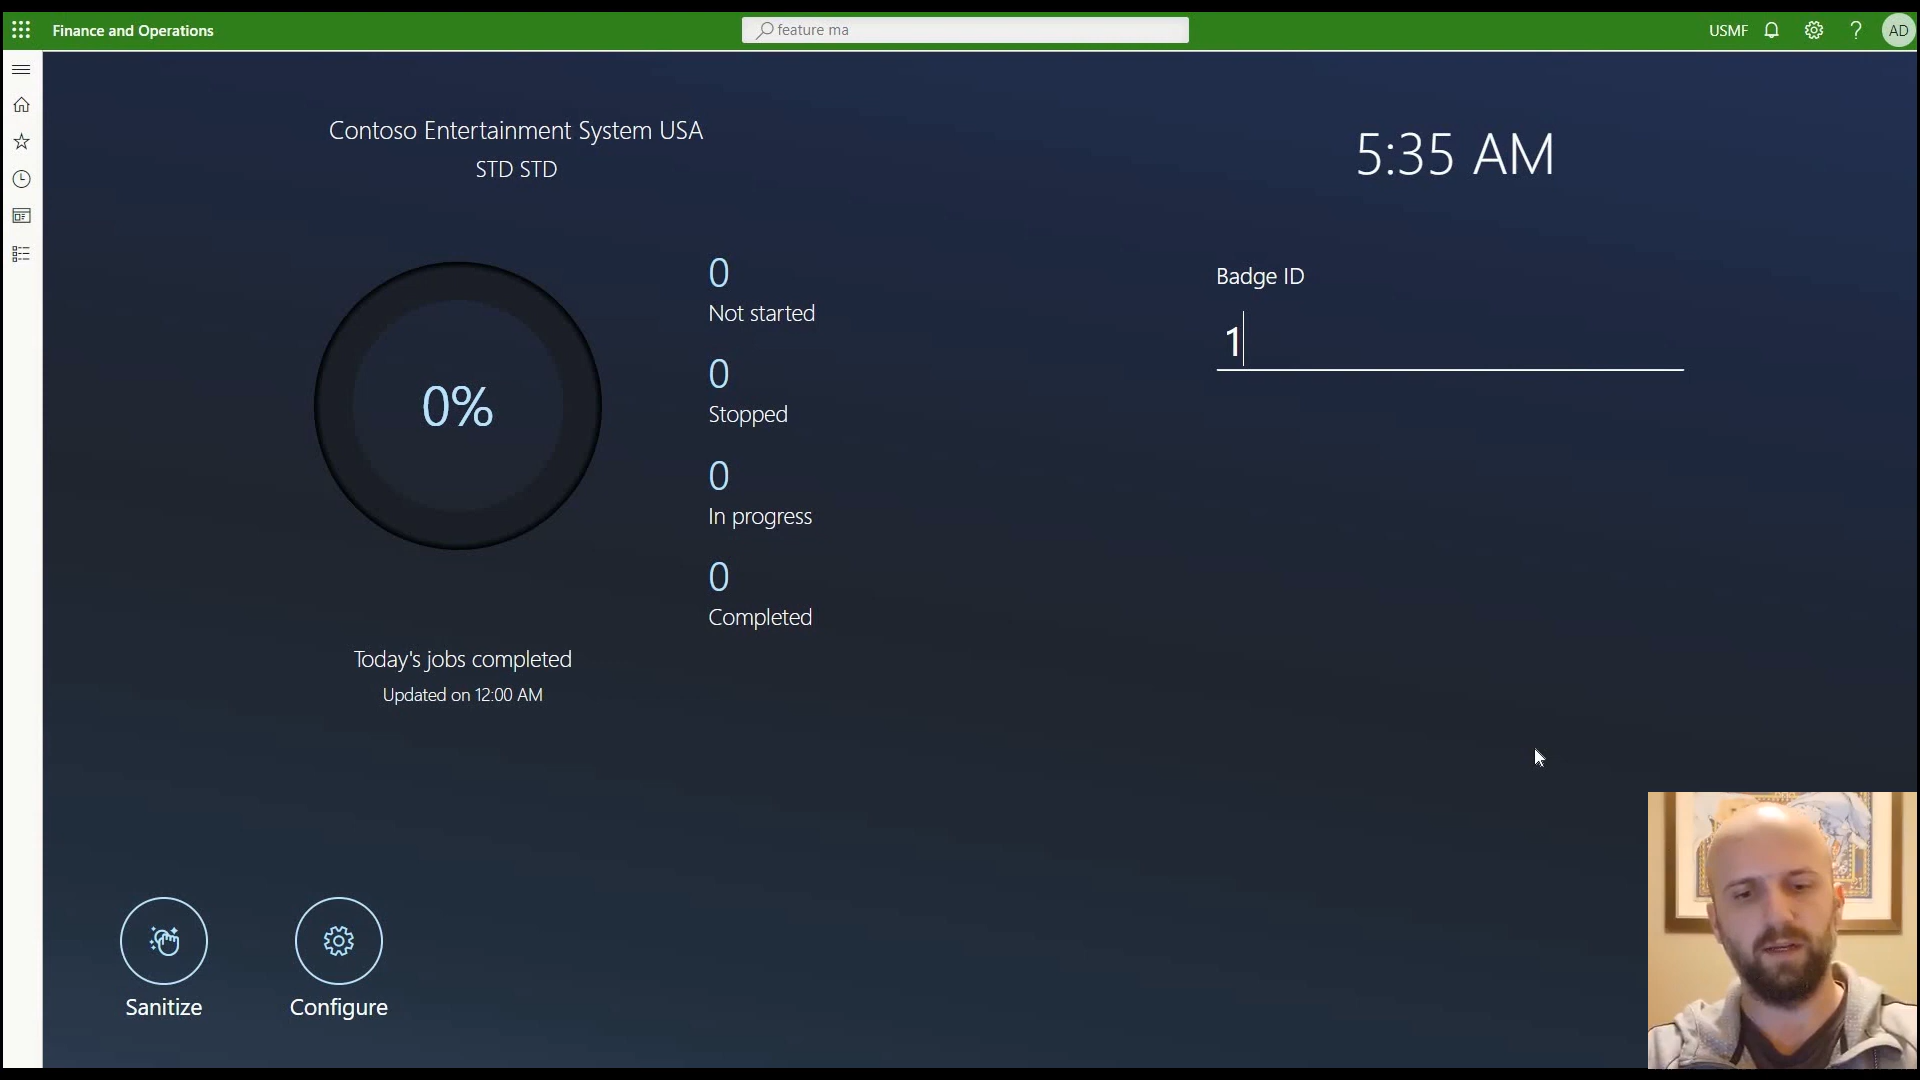 Finance and Operations
feature ma
USMF
?
AD
Contoso Entertainment System USA
STD STD
5:35 AM
0%
0
Not started
0
Stopped
0
In progress
0
Completed
Today's jobs completed
Updated on 12:00 AM
Badge ID
1
Sanitize
Configure